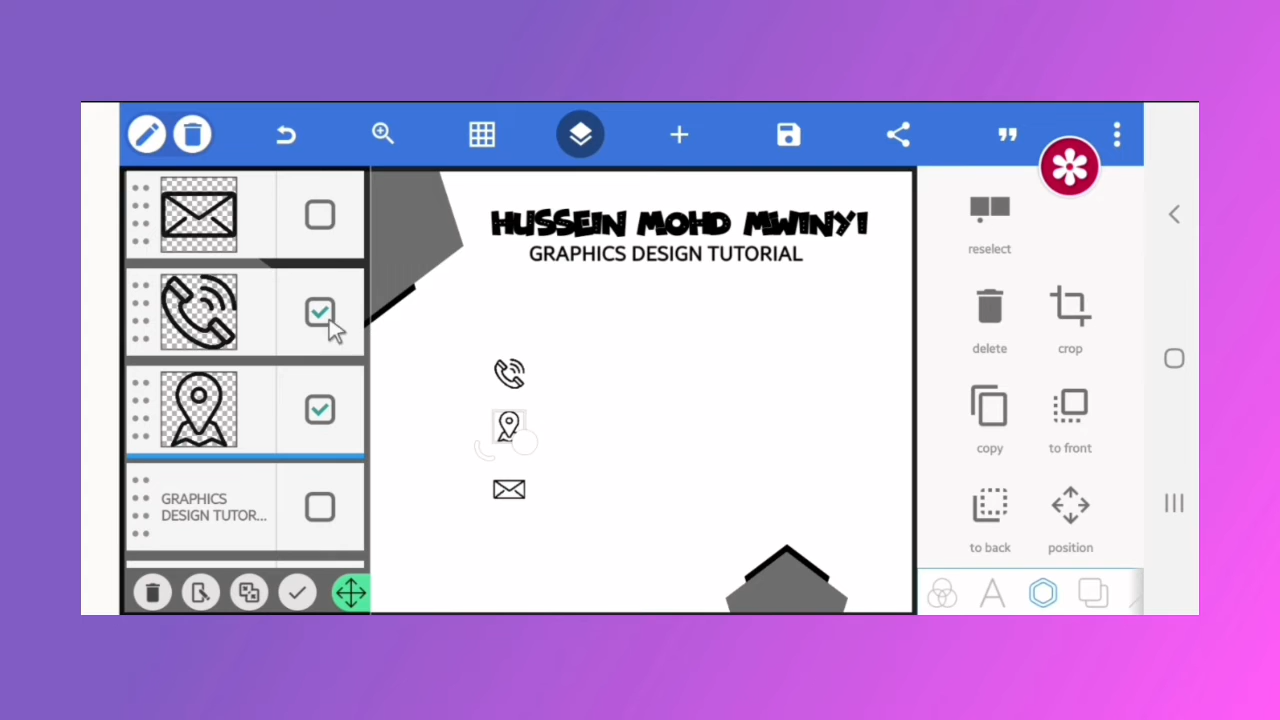 HUSSEIN MOHD MWINYI
GRAPHICS DESIGN TUTORIAL
GRAPHICS
DESIGN TUTOR...
reselect
delete
crop
copy
to front
to back
position